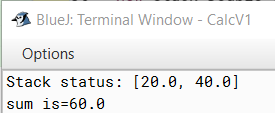 BlueJ: Terminal Window - CalcV1
Options
Stack status: [20.0, 40.0]
sum is=60.0